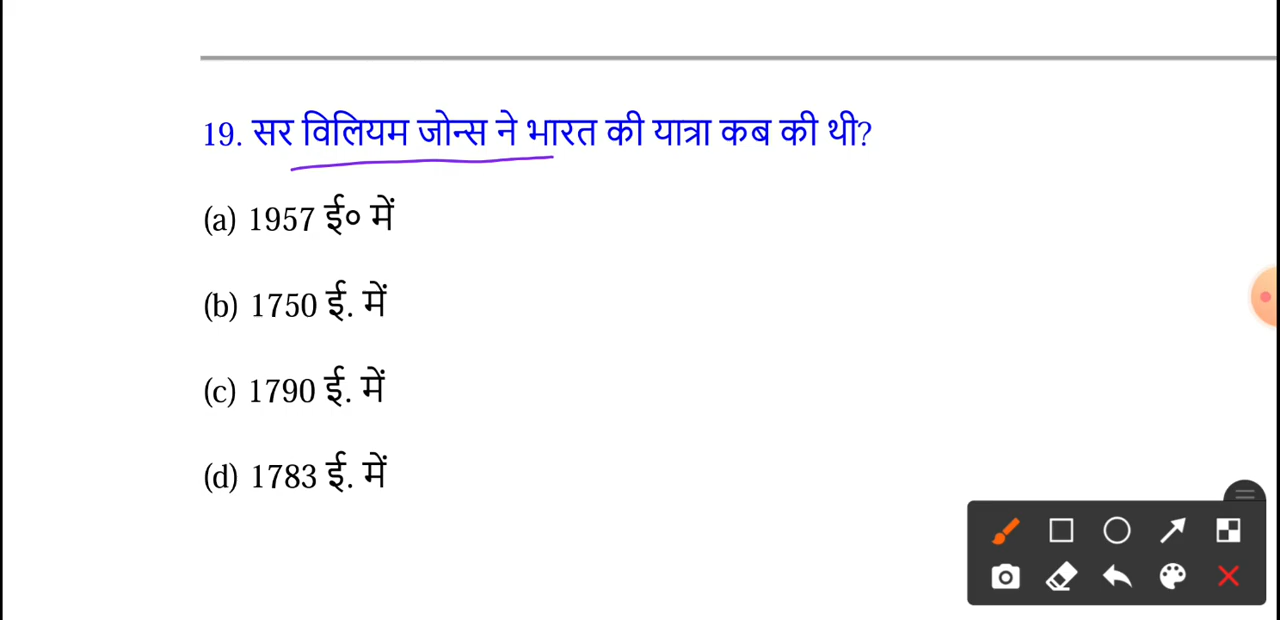 19. सर विलियम जोन्स ने भारत की यात्रा कब की थी?
(a) 1957 ई० में
(b) 1750 ई. में
(c) 1790 ई. में
(d) 1783 ई. में